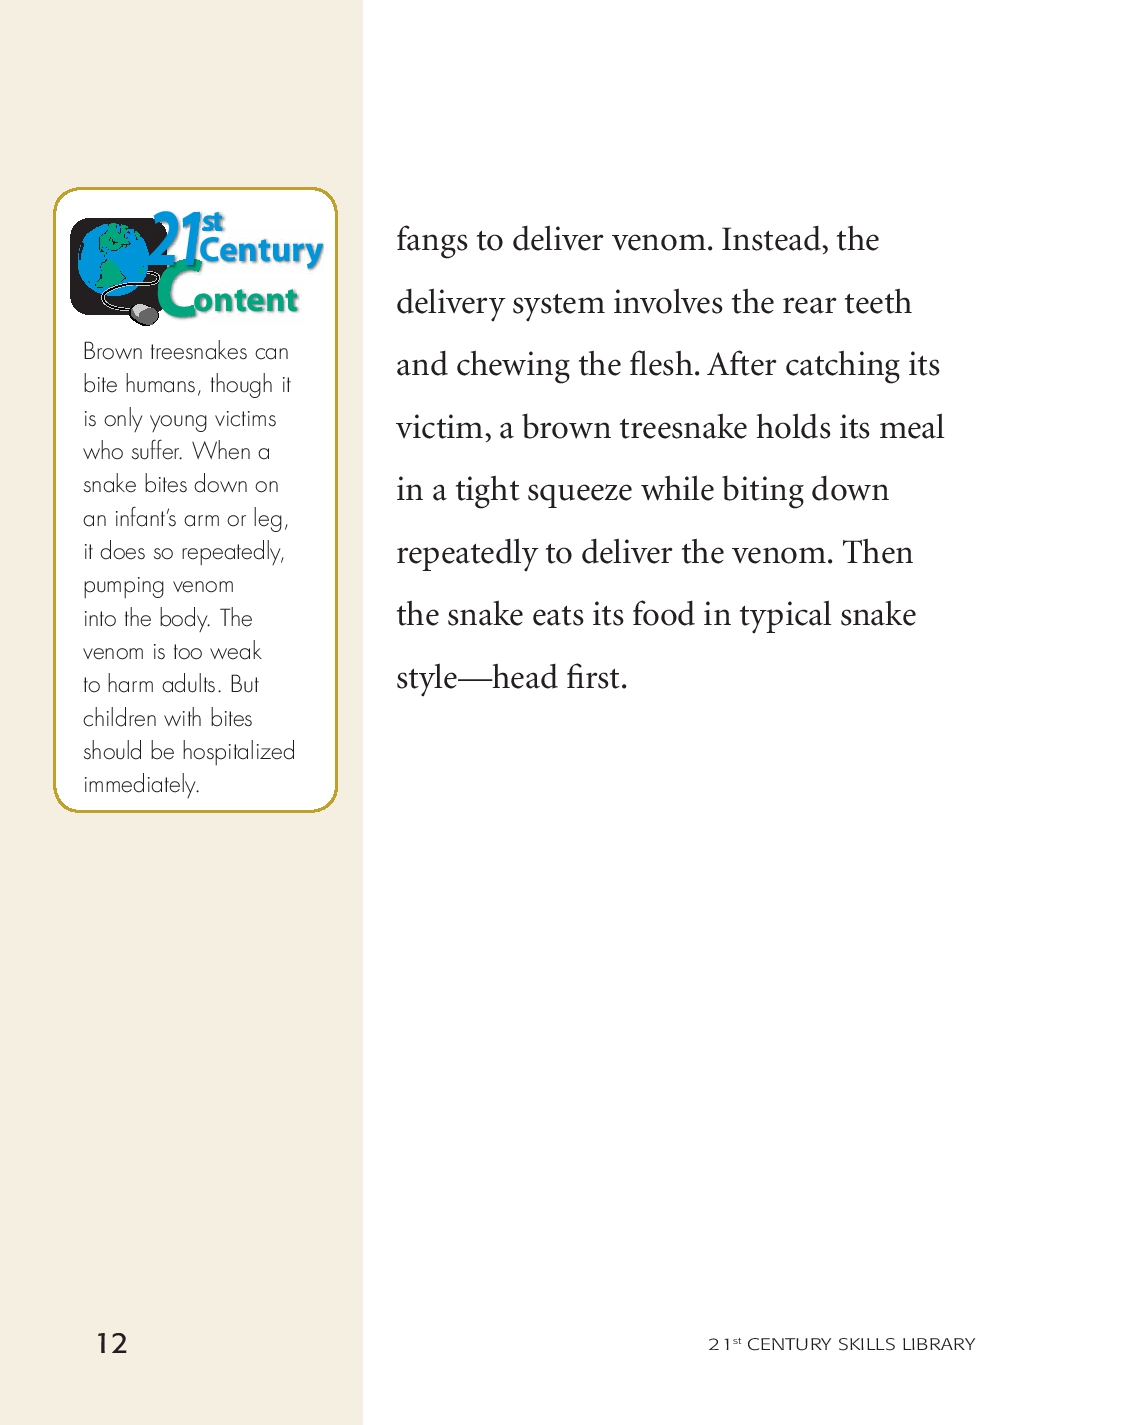 21st
Century
Content
Brown treesnakes can
bite humans, though it
is only young victims
who suffer. When a
snake bites down on
an infant’s arm or leg,
it does so repeatedly,
pumping venom
into the body. The
venom is too weak
to harm adults. But
children with bites
should be hospitalized
immediately.
fangs to deliver venom. Instead, the
delivery system involves the rear teeth
and chewing the flesh. After catching its
victim, a brown treesnake holds its meal
in a tight squeeze while biting down
repeatedly to deliver the venom. Then
the snake eats its food in typical snake
style—head first.
12
21st CENTURY SKILLS LIBRARY